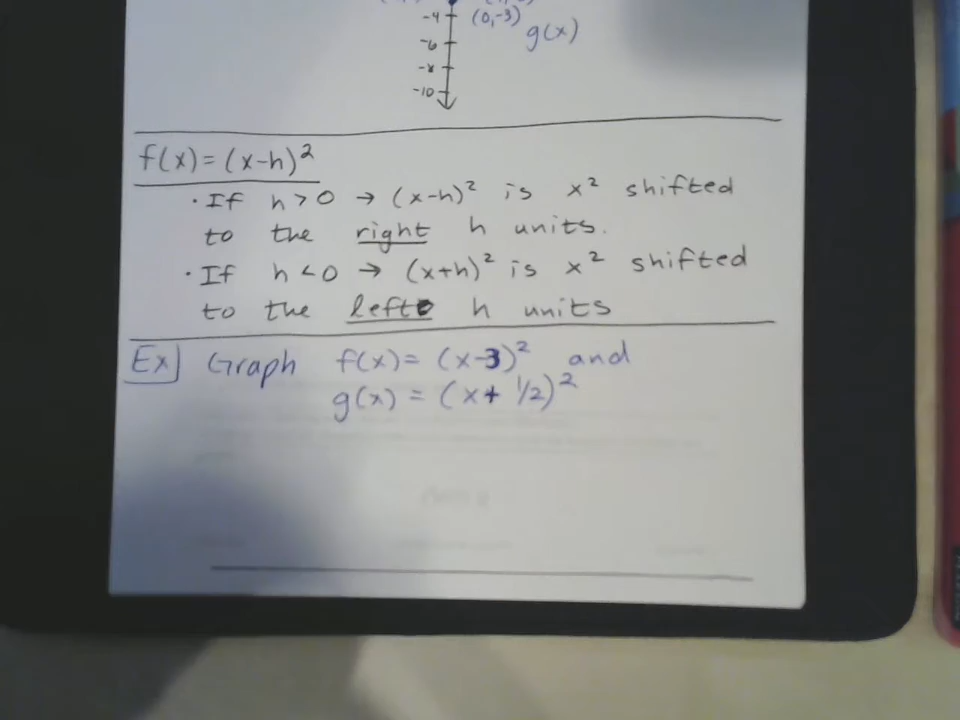 -4 (0,-3) g(x)
-6
-8
-10
f(x) = (x-h)²
• If h > 0 → (x-h)² is x² shifted
to the right h units.
• If h < 0 → (x+h)² is x² shifted
to the left h units
Ex Graph f(x) = (x-3)² and
g(x) = (x+ 1/2)²